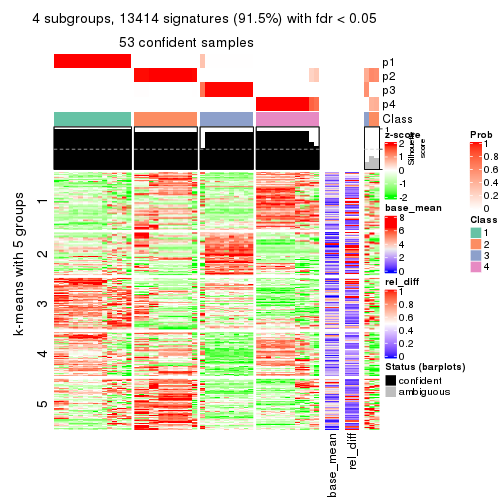 4 subgroups, 13414 signatures (91.5%) with fdr < 0.05
53 confident samples
p1
p2
p3
p4
Class
1
Silhouette
score
z-score
2
1
0
-1
-2
base_mean
8
6
4
2
0
rel_diff
1
0.8
0.6
0.4
0.2
0
Status (barplots)
confident
ambiguous
Prob
1
0.8
0.6
0.4
0.2
0
Class
1
2
3
4
k-means with 5 groups
1
2
3
4
5
base_mean
rel_diff